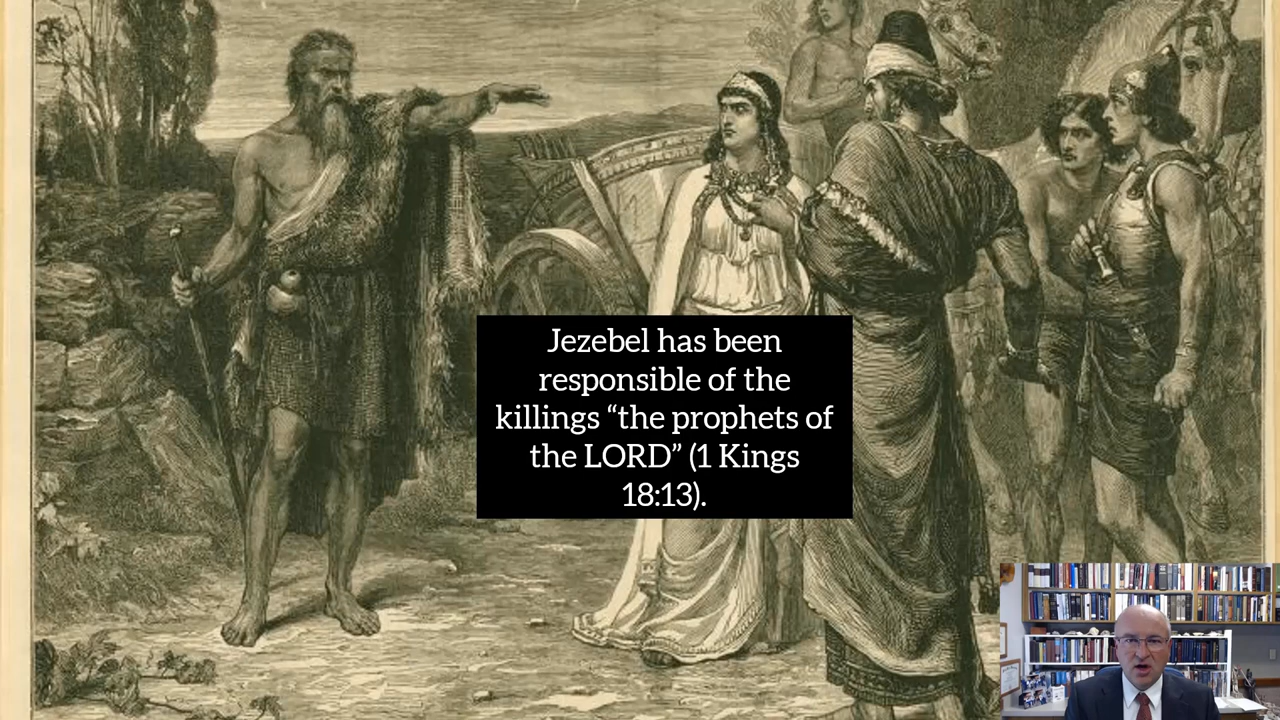 Jezebel has been
responsible of the
killings “the prophets of
the LORD” (1 Kings
18:13).